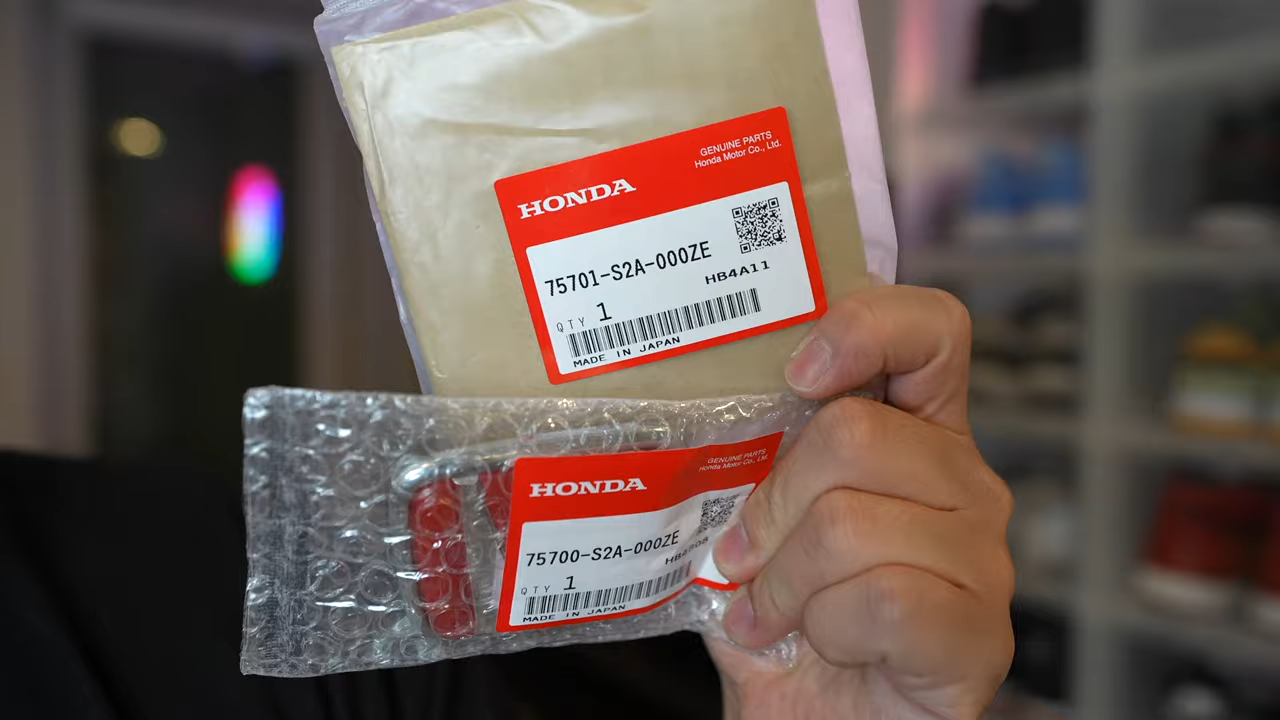 GENUINE PARTS
Honda Motor Co., Ltd.
HONDA
75701-S2A-000ZE
HB4A11
QTY 1
MADE IN JAPAN
GENUINE PARTS
Honda Motor Co., Ltd.
HONDA
75700-S2A-000ZE
QTY 1
MADE IN JAPAN